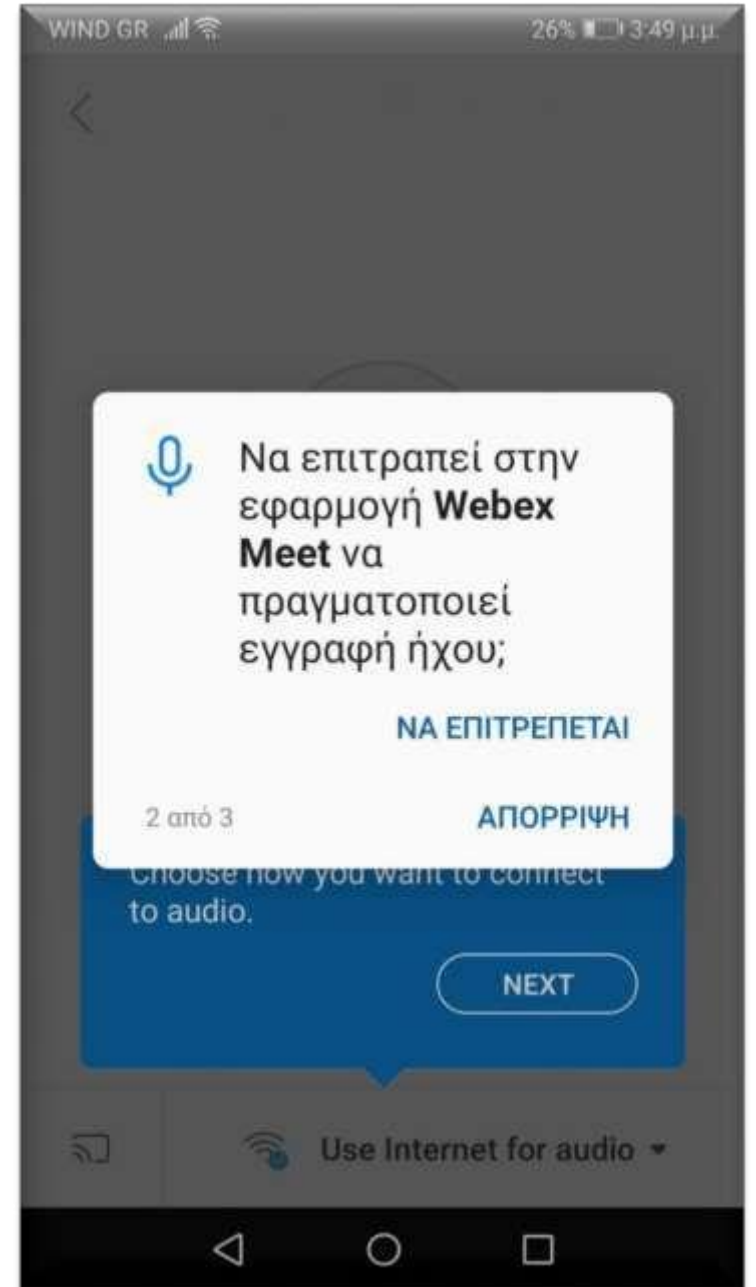 WIND GR 26% 3:49 μ.μ.
Να επιτραπεί στην
εφαρμογή Webex
Meet να
πραγματοποιεί
εγγραφή ήχου;
ΝΑ ΕΠΙΤΡΕΠΕΤΑΙ
2 από 3 ΑΠΟΡΡΙΨΗ
Choose how you want to connect
to audio.
NEXT
Use Internet for audio